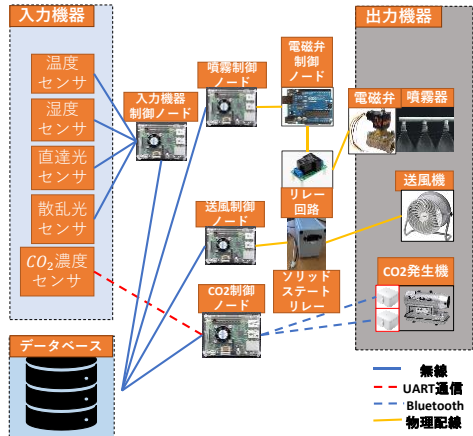 入力機器
温度
センサ
湿度
センサ
直達光
センサ
散乱光
センサ
CO₂濃度
センサ
データベース
入力機器
制御ノード
噴霧制御
ノード
送風制御
ノード
CO2制御
ノード
電磁弁
制御
ノード
リレー
回路
ソリッド
ステート
リレー
出力機器
電磁弁
噴霧器
送風機
CO2発生機
無線
UART通信
Bluetooth
物理配線